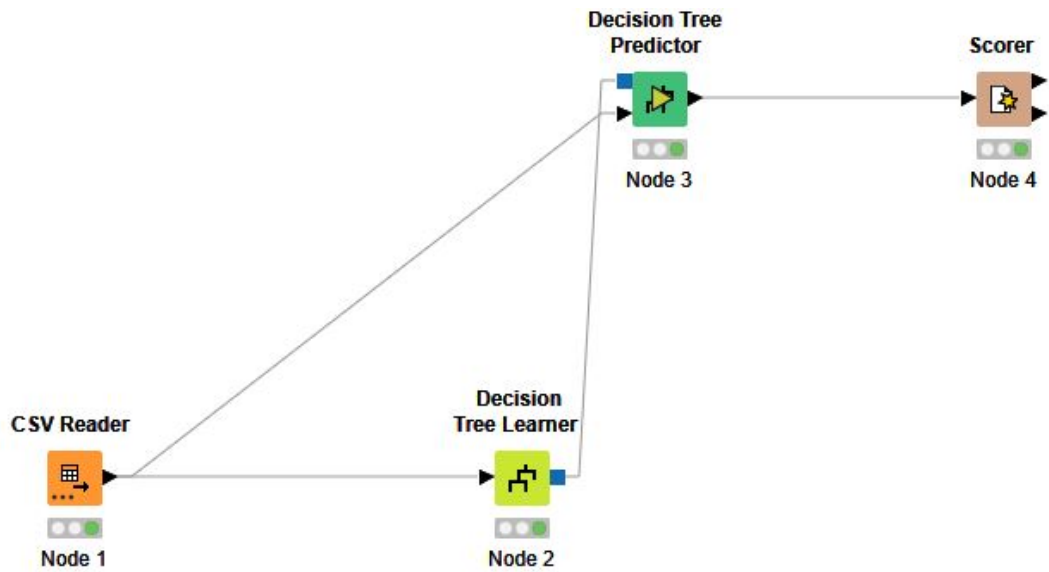 Decision Tree
Predictor
Scorer
Node 3
Node 4
CSV Reader
Decision
Tree Learner
Node 1
Node 2